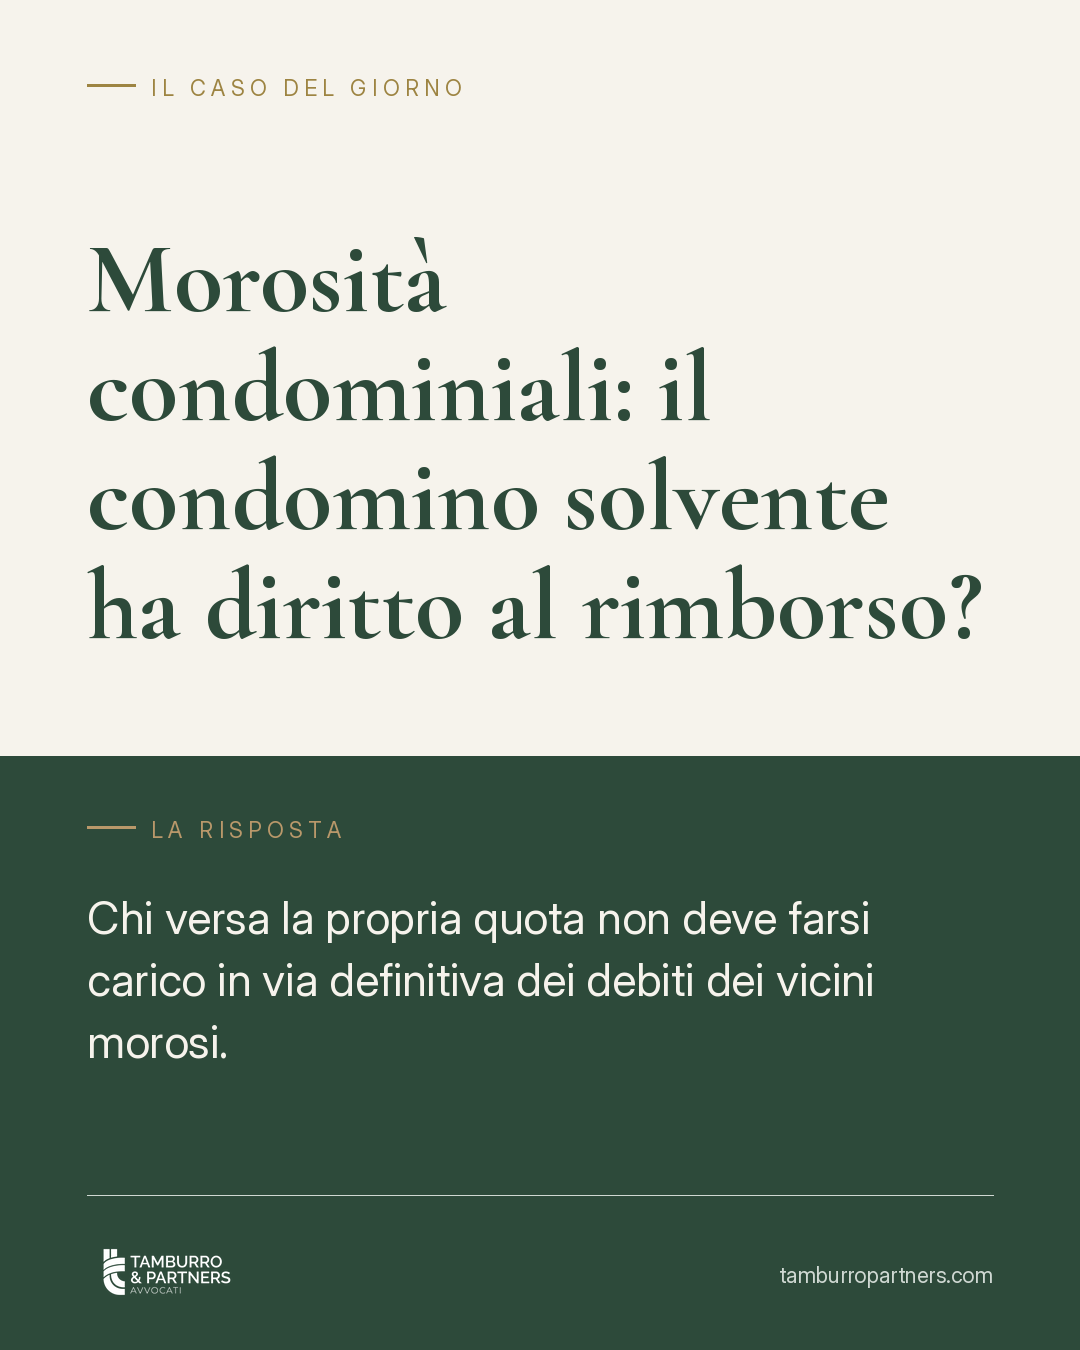 IL CASO DEL GIORNO
Morosità
condominiali: il
condomino solvente
ha diritto al rimborso?
LA RISPOSTA
Chi versa la propria quota non deve farsi
carico in via definitiva dei debiti dei vicini
morosi.
TAMBURRO
& PARTNERS
AVVOCATI
tamburropartners.com